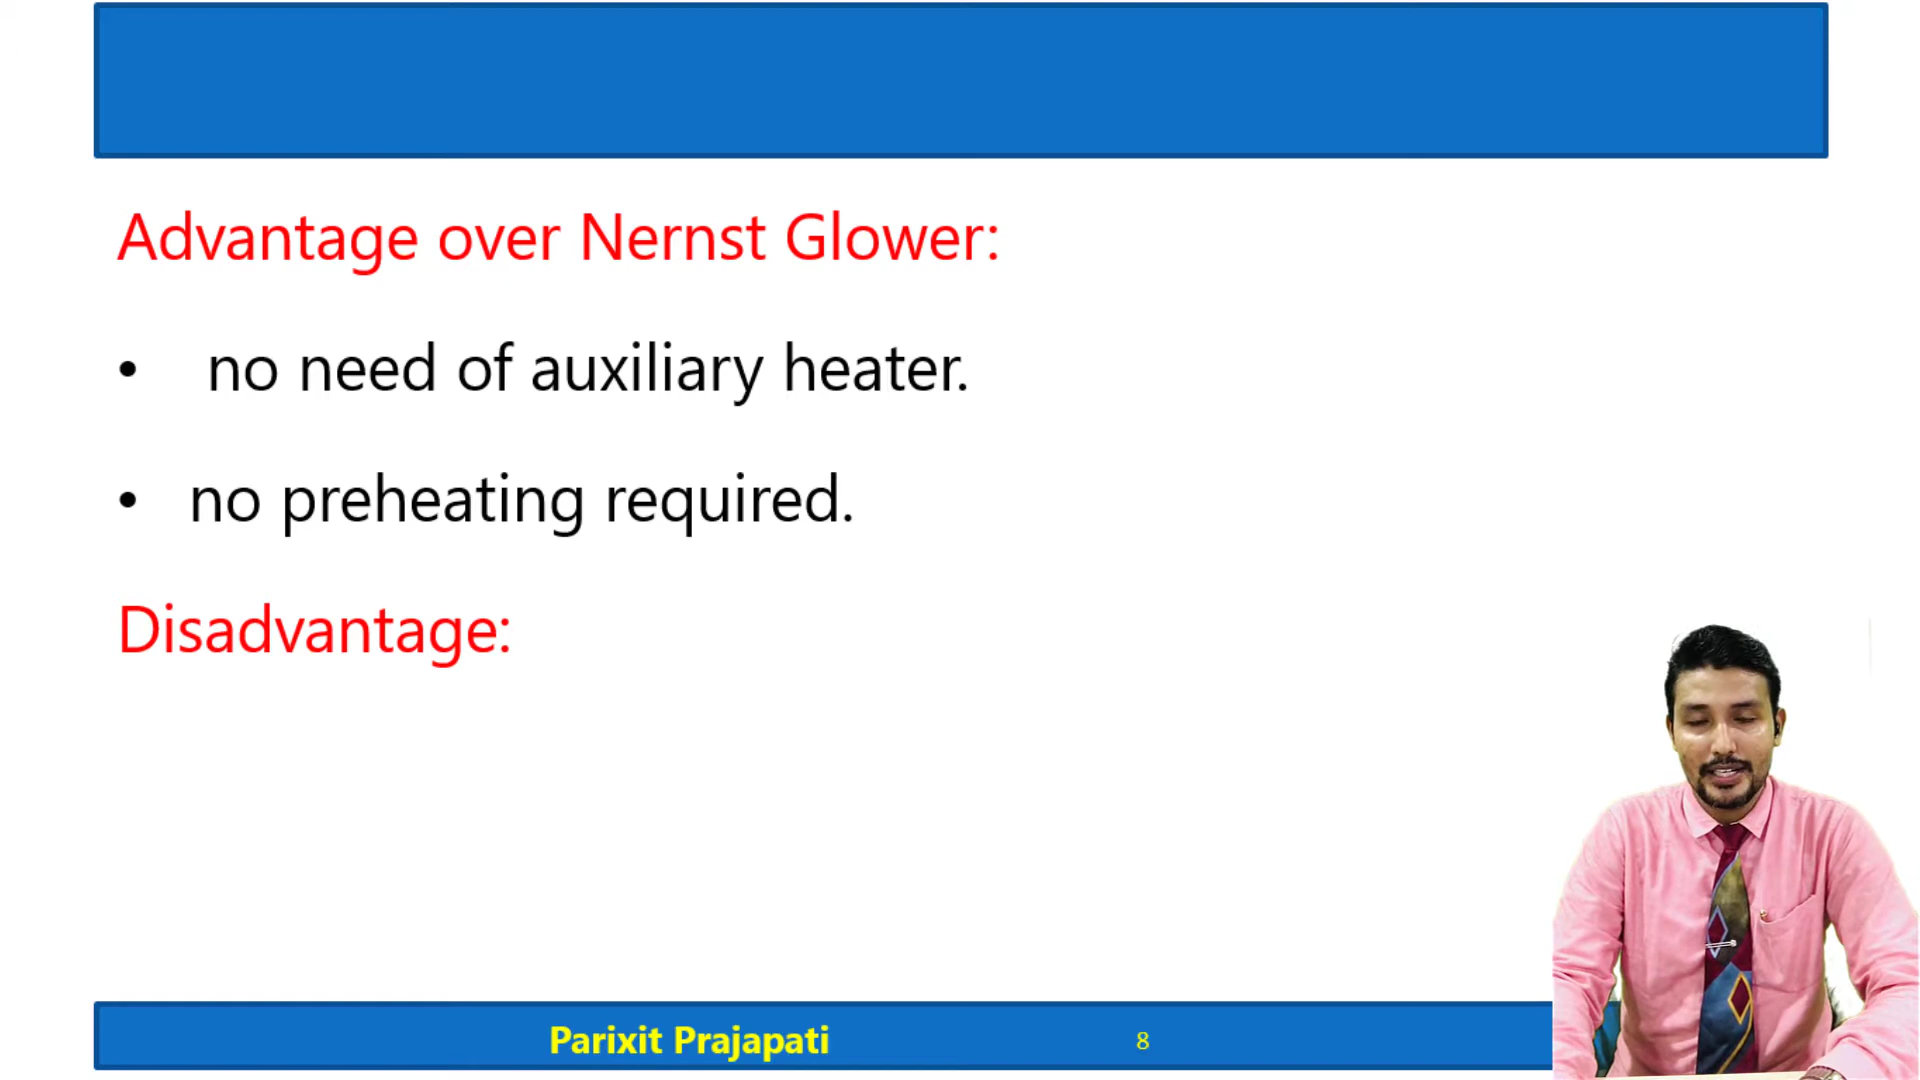 Advantage over Nernst Glower:
• no need of auxiliary heater.
• no preheating required.
Disadvantage:
Parixit Prajapati
8